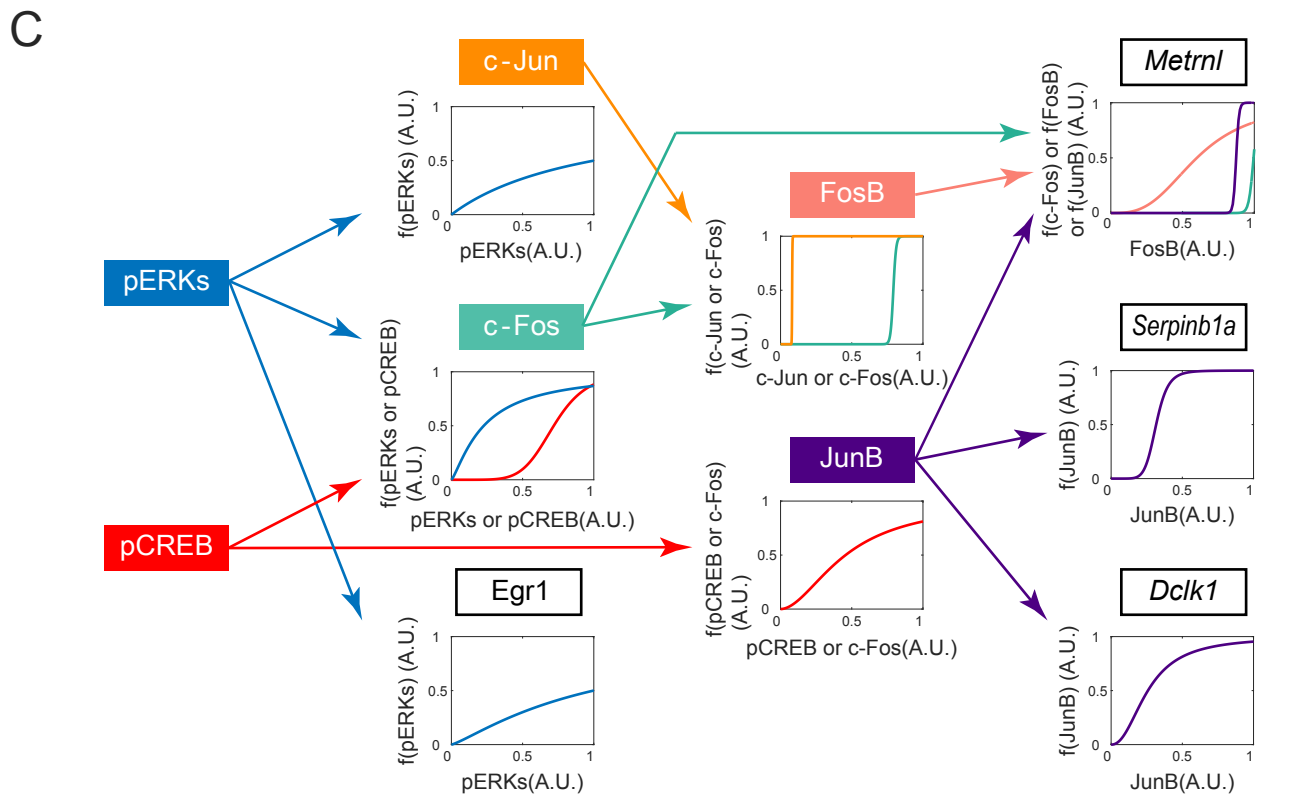 C
c-Jun
f(pERKs) (A.U.)
1
0.5
0
0
0.5
1
pERKs(A.U.)
pERKs
c-Fos
f(pERKs or pCREB)
(A.U.)
1
0.5
0
0
0.5
1
pERKs or pCREB(A.U.)
pCREB
Egr1
f(pERKs) (A.U.)
1
0.5
0
0
0.5
1
pERKs(A.U.)
FosB
f(c-Jun or c-Fos)
(A.U.)
1
0.5
0
0
0.5
1
c-Jun or c-Fos(A.U.)
JunB
f(pCREB or c-Fos)
(A.U.)
1
0.5
0
0
0.5
1
pCREB or c-Fos(A.U.)
Metrnl
f(c-Fos) or f(FosB)
or f(JunB) (A.U.)
1
0.5
0
0
0.5
1
FosB(A.U.)
Serpinb1a
f(JunB) (A.U.)
1
0.5
0
0
0.5
1
JunB(A.U.)
Dclk1
f(JunB) (A.U.)
1
0.5
0
0
0.5
1
JunB(A.U.)